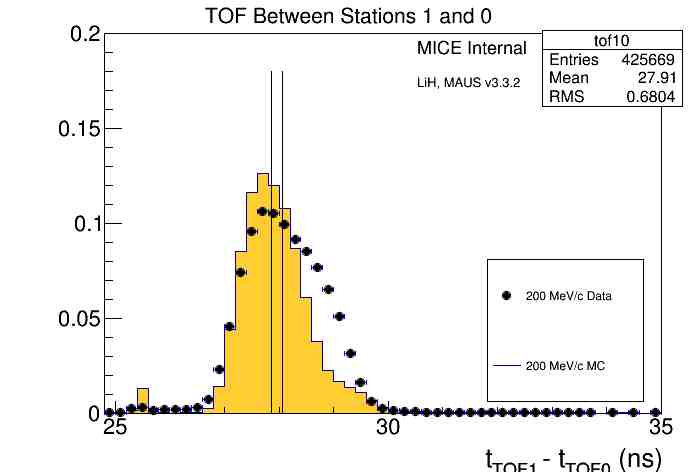 TOF Between Stations 1 and 0
0.2
MICE Internal
LiH, MAUS v3.3.2
tof10
Entries 425669
Mean 27.91
RMS 0.6804
0.15
0.1
0.05
0
200 MeV/c Data
200 MeV/c MC
25 30 35
tTOF1 - tTOF0 (ns)